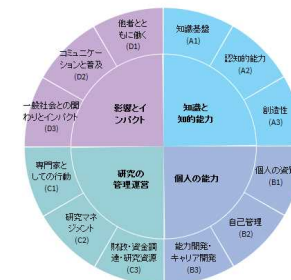 知識基盤
(A1)
認知的能力
(A2)
創造性
(A3)
個人の資質
(B1)
自己管理
(B2)
能力開発・
キャリア開発
(B3)
財政・資金調
達・研究資源
(C3)
研究マネ
ジメント
(C2)
専門家と
しての行動
(C1)
一般社会との関
わりとインパクト
(D3)
コミュニケー
ションと普及
(D2)
他者とと
もに働く
(D1)
影響とイ
ンパクト
知識と
知的能力
研究の
管理運営
個人の能力